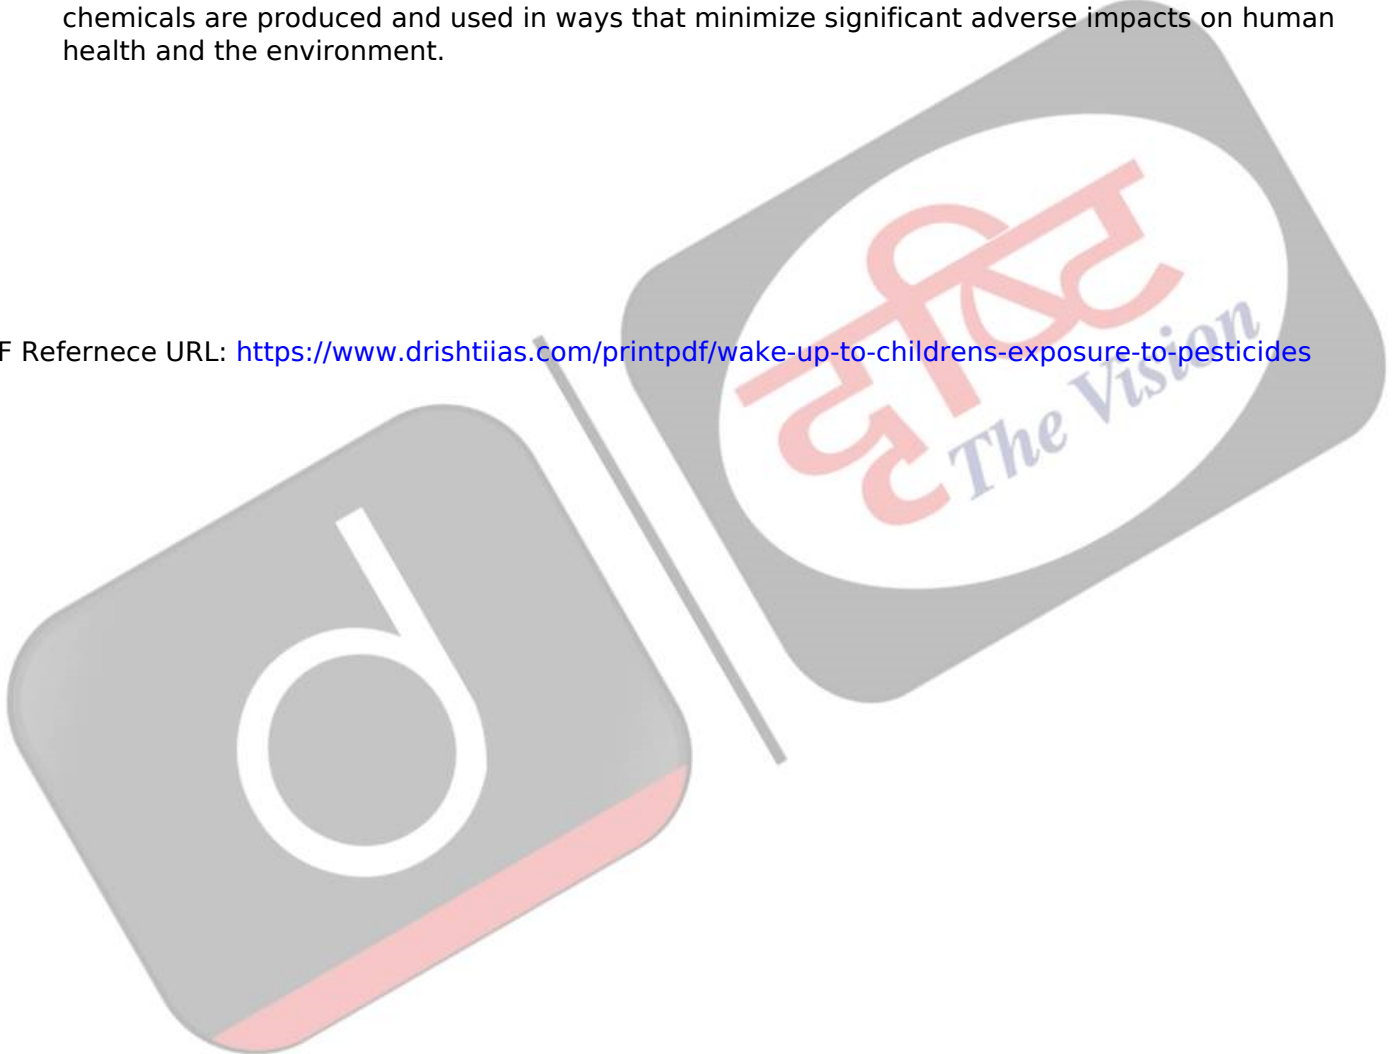 chemicals are produced and used in ways that minimize significant adverse impacts on human
health and the environment.
F Refernece URL: https://www.drishtiias.com/printpdf/wake-up-to-childrens-exposure-to-pesticides
दृष्टि
The Vision
d